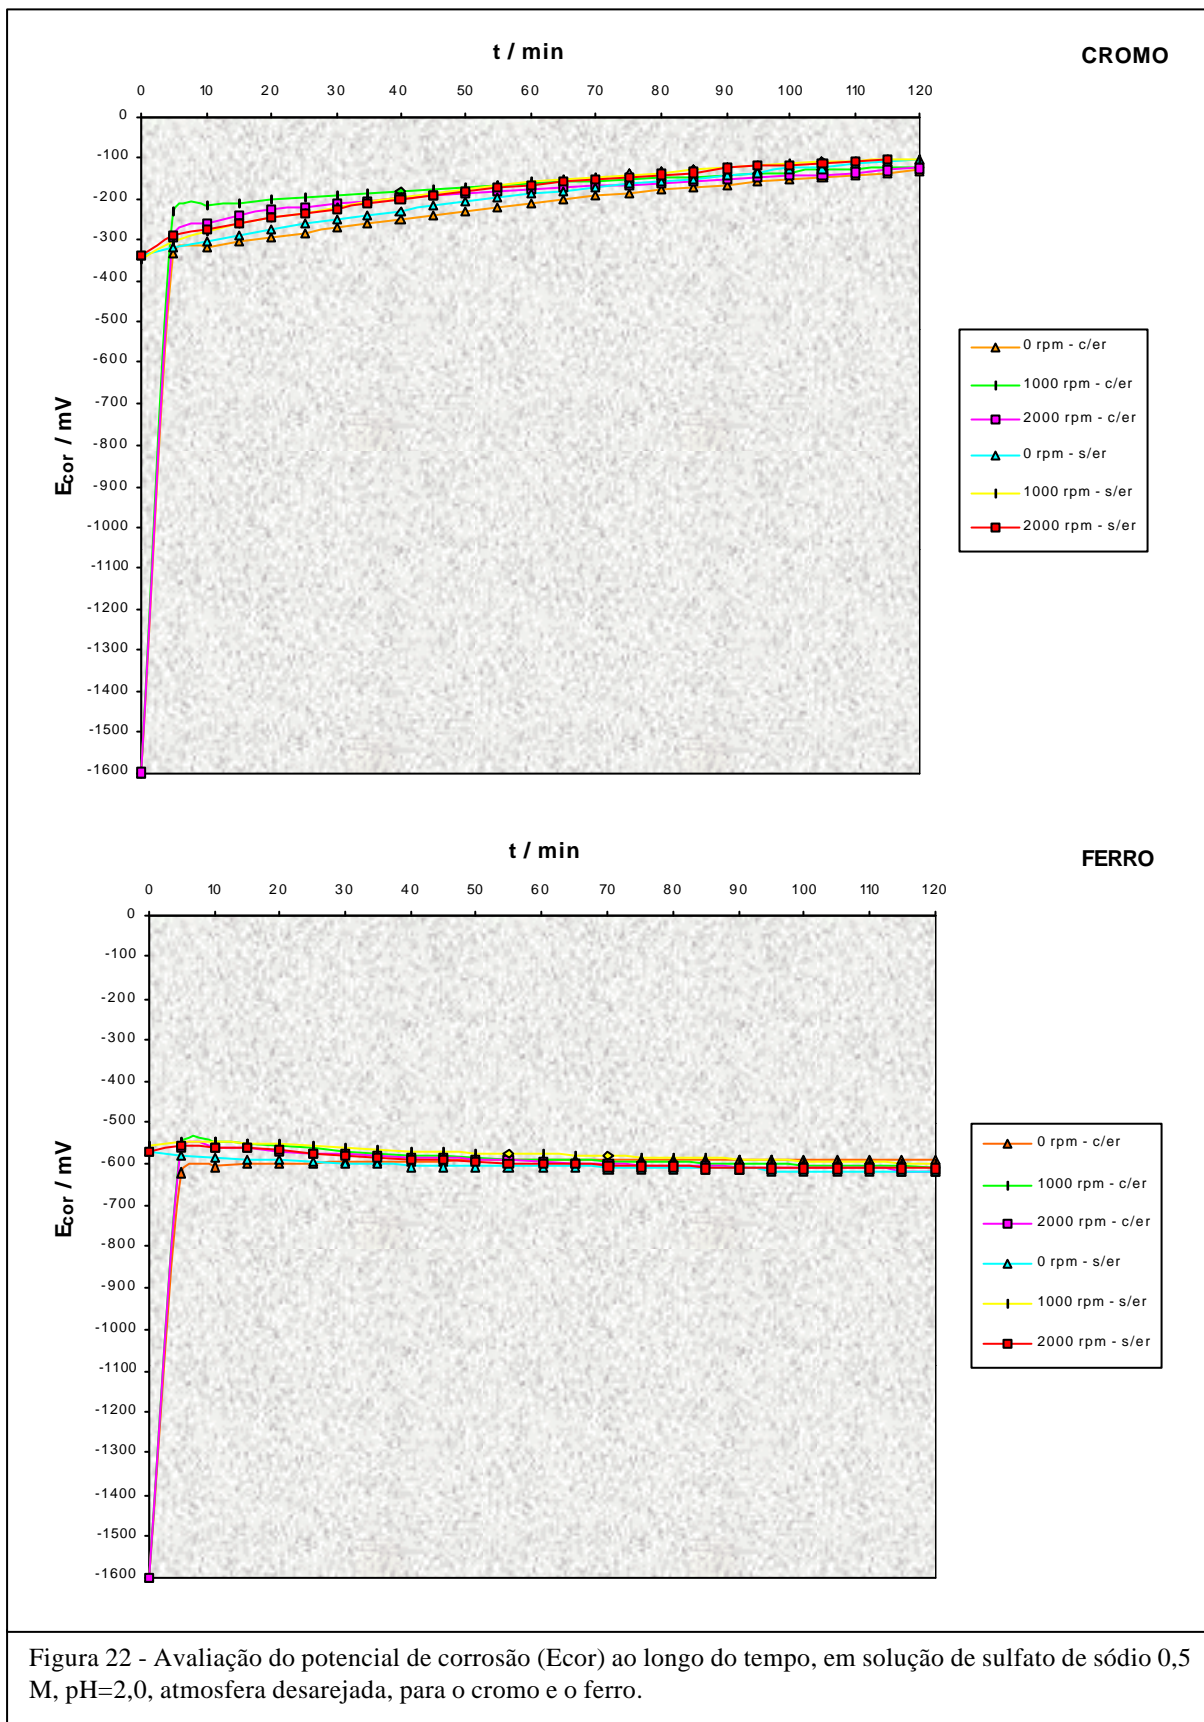 t / min
CROMO
0 10 20 30 40 50 60 70 80 90 100 110 120
0
-100
-200
-300
-400
-500
-600
-700
-800
-900
-1000
-1100
-1200
-1300
-1400
-1500
-1600
Ecor / mV
0 rpm - c/er
1000 rpm - c/er
2000 rpm - c/er
0 rpm - s/er
1000 rpm - s/er
2000 rpm - s/er
t / min
FERRO
0 10 20 30 40 50 60 70 80 90 100 110 120
0
-100
-200
-300
-400
-500
-600
-700
-800
-900
-1000
-1100
-1200
-1300
-1400
-1500
-1600
Ecor / mV
0 rpm - c/er
1000 rpm - c/er
2000 rpm - c/er
0 rpm - s/er
1000 rpm - s/er
2000 rpm - s/er
Figura 22 - Avaliação do potencial de corrosão (Ecor) ao longo do tempo, em solução de sulfato de sódio 0,5
M, pH=2,0, atmosfera desarejada, para o cromo e o ferro.